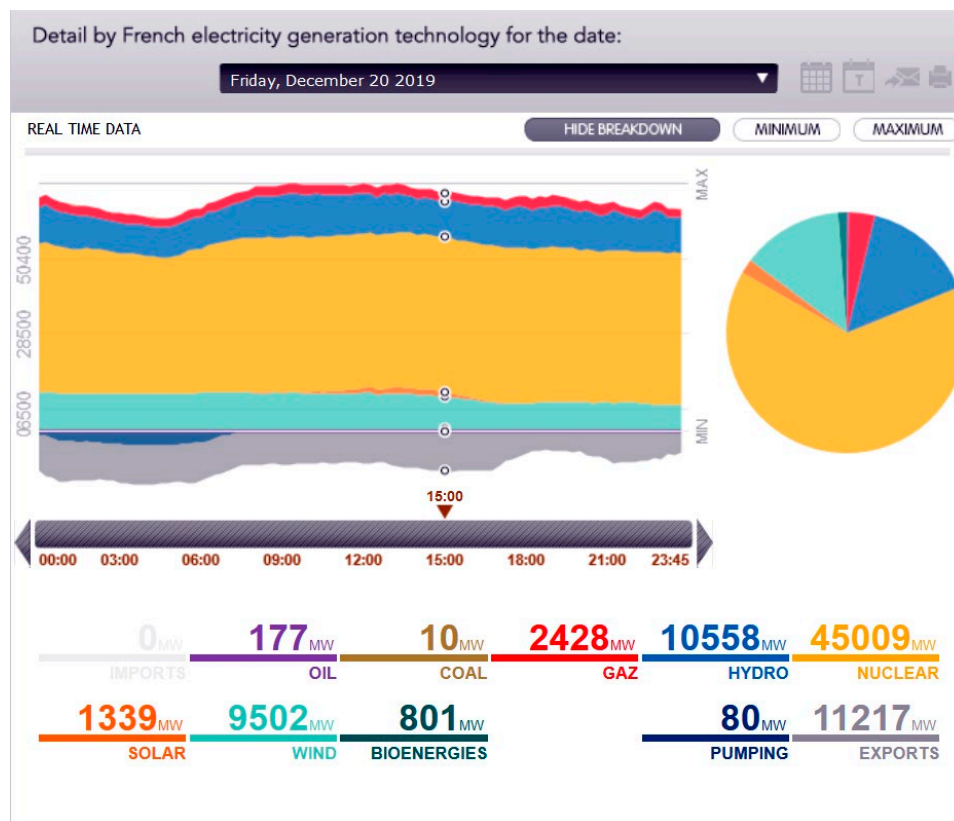 Detail by French electricity generation technology for the date:
Friday, December 20 2019
T
REAL TIME DATA
HIDE BREAKDOWN
MINIMUM
MAXIMUM
MAX
50400
28500
06500
MIN
15:00
00:00 03:00 06:00 09:00 12:00 15:00 18:00 21:00 23:45
0MW 177MW 10MW 2428MW 10558MW 45009MW
IMPORTS OIL COAL GAZ HYDRO NUCLEAR
1339MW 9502MW 801MW 80MW 11217MW
SOLAR WIND BIOENERGIES PUMPING EXPORTS